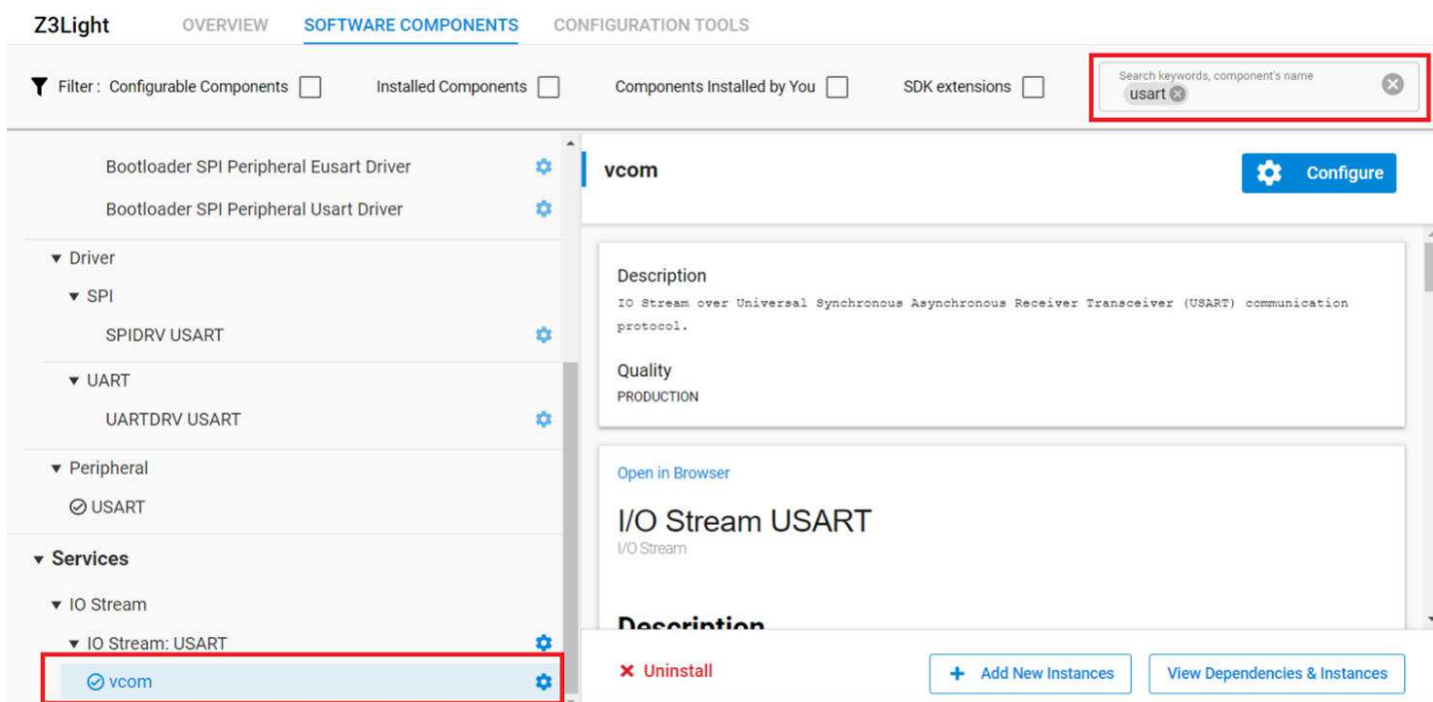 Z3Light OVERVIEW SOFTWARE COMPONENTS CONFIGURATION TOOLS
Filter : Configurable Components Installed Components Components Installed by You SDK extensions
Search keywords, component's name
usart
Bootloader SPI Peripheral Eusart Driver
Bootloader SPI Peripheral Usart Driver
Driver
SPI
SPIDRV USART
UART
UARTDRV USART
Peripheral
USART
Services
IO Stream
IO Stream: USART
vcom
vcom
Configure
Description
IO Stream over Universal Synchronous Asynchronous Receiver Transceiver (USART) communication
protocol.
Quality
PRODUCTION
Open in Browser
I/O Stream USART
I/O Stream
Description
Uninstall
Add New Instances
View Dependencies & Instances